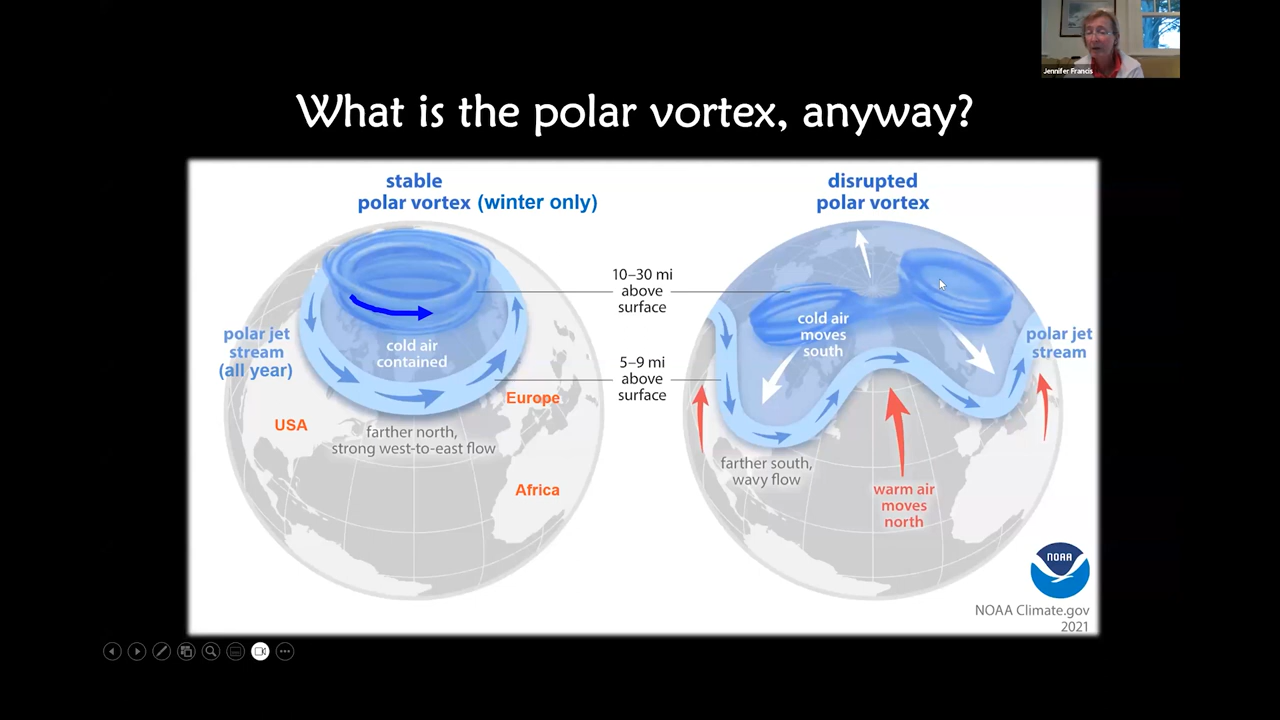 Jennifer Francis
What is the polar vortex, anyway?
stable
polar vortex (winter only)
disrupted
polar vortex
10–30 mi
above
surface
polar jet
stream
(all year)
cold air
contained
cold air
moves
south
polar jet
stream
5–9 mi
above
surface
USA
Europe
farther north,
strong west-to-east flow
Africa
farther south,
wavy flow
warm air
moves
north
NOAA
NOAA Climate.gov
2021